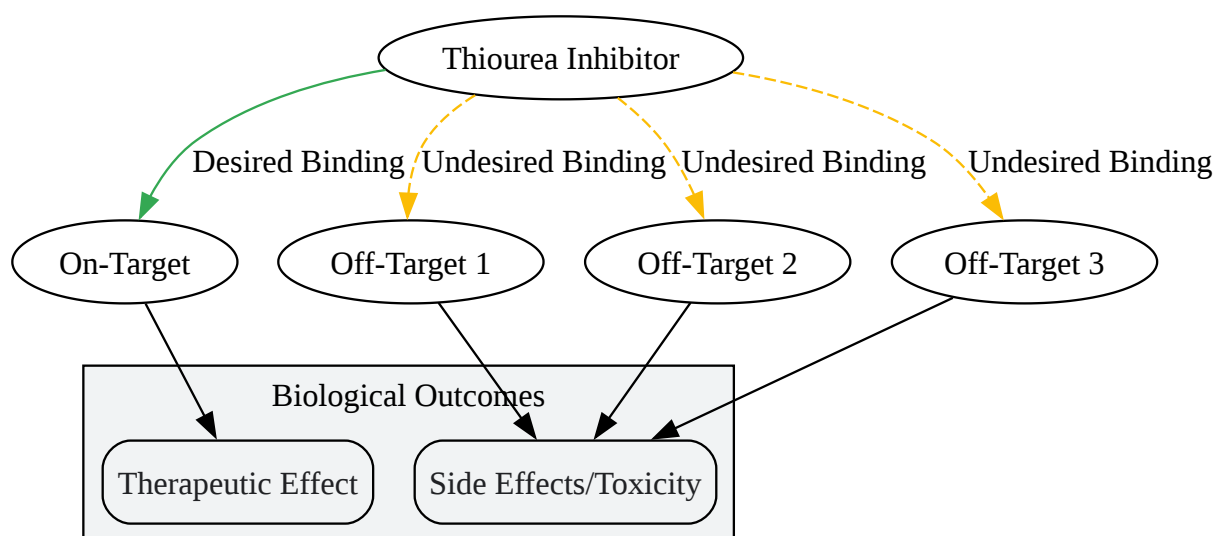 Thiourea Inhibitor
Desired Binding
Undesired Binding
Undesired Binding
Undesired Binding
On-Target
Off-Target 1
Off-Target 2
Off-Target 3
Biological Outcomes
Therapeutic Effect
Side Effects/Toxicity